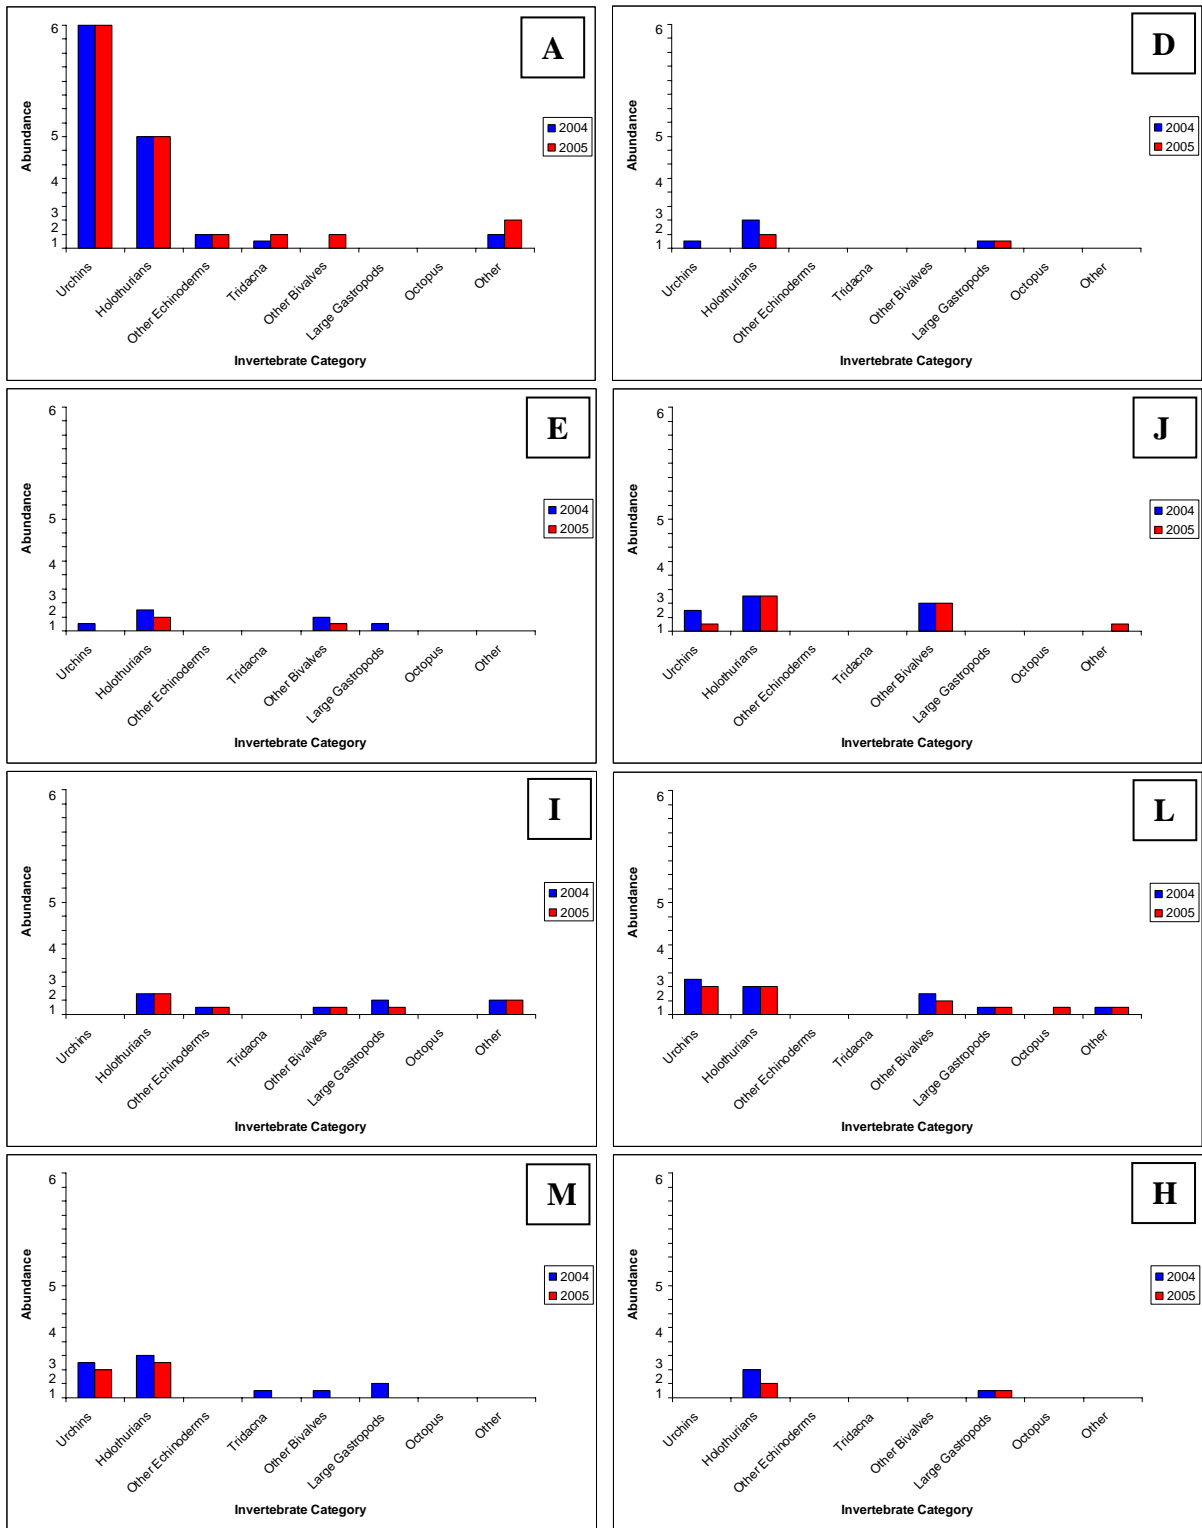 A
6
5
4
3
2
1
Abundance
2004
2005
Urchins
Holothurians
Other Echinoderms
Tridacna
Other Bivalves
Large Gastropods
Octopus
Other
Invertebrate Category
D
6
5
4
3
2
1
Abundance
2004
2005
Urchins
Holothurians
Other Echinoderms
Tridacna
Other Bivalves
Large Gastropods
Octopus
Other
Invertebrate Category
E
6
5
4
3
2
1
Abundance
2004
2005
Urchins
Holothurians
Other Echinoderms
Tridacna
Other Bivalves
Large Gastropods
Octopus
Other
Invertebrate Category
J
6
5
4
3
2
1
Abundance
2004
2005
Urchins
Holothurians
Other Echinoderms
Tridacna
Other Bivalves
Large Gastropods
Octopus
Other
Invertebrate Category
I
6
5
4
3
2
1
Abundance
2004
2005
Urchins
Holothurians
Other Echinoderms
Tridacna
Other Bivalves
Large Gastropods
Octopus
Other
Invertebrate Category
L
6
5
4
3
2
1
Abundance
2004
2005
Urchins
Holothurians
Other Echinoderms
Tridacna
Other Bivalves
Large Gastropods
Octopus
Other
Invertebrate Category
M
6
5
4
3
2
1
Abundance
2004
2005
Urchins
Holothurians
Other Echinoderms
Tridacna
Other Bivalves
Large Gastropods
Octopus
Other
Invertebrate Category
H
6
5
4
3
2
1
Abundance
2004
2005
Urchins
Holothurians
Other Echinoderms
Tridacna
Other Bivalves
Large Gastropods
Octopus
Other
Invertebrate Category